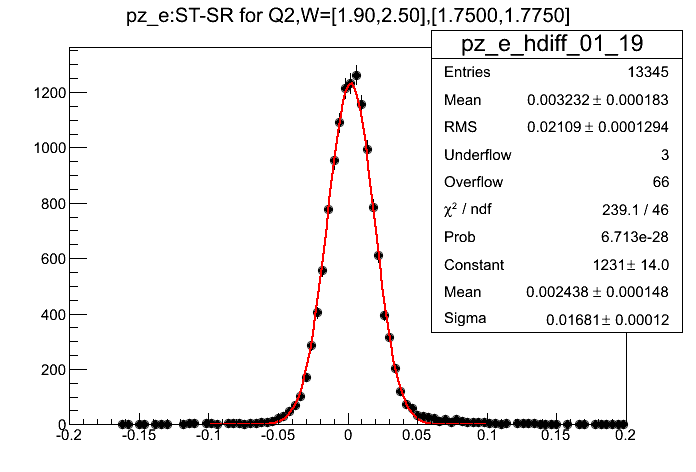 pz_e:ST-SR for Q2,W=[1.90,2.50],[1.7500,1.7750]
pz_e_hdiff_01_19
Entries 13345
Mean 0.003232 ± 0.000183
RMS 0.02109 ± 0.0001294
Underflow 3
Overflow 66
χ² / ndf 239.1 / 46
Prob 6.713e-28
Constant 1231 ± 14.0
Mean 0.002438 ± 0.000148
Sigma 0.01681 ± 0.00012
1200
1000
800
600
400
200
0
-0.2 -0.15 -0.1 -0.05 0 0.05 0.1 0.15 0.2